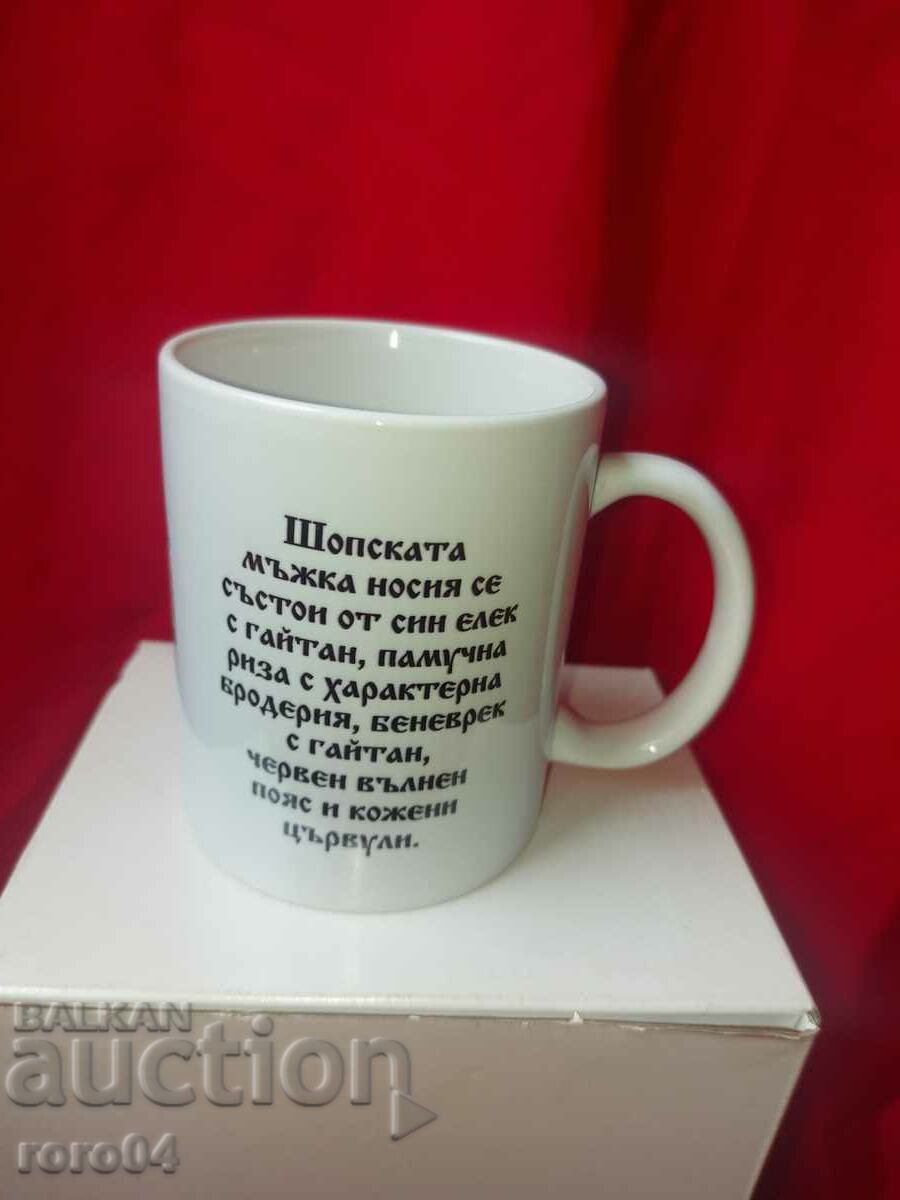 Шопската
мъжка носия се
състои от син елек
с гайтан, памучна
риза с характерна
бродерия, беневрек
с гайтан,
червен вълнен
пояс и кожени
цървули.
BALKAN
auction
roro04